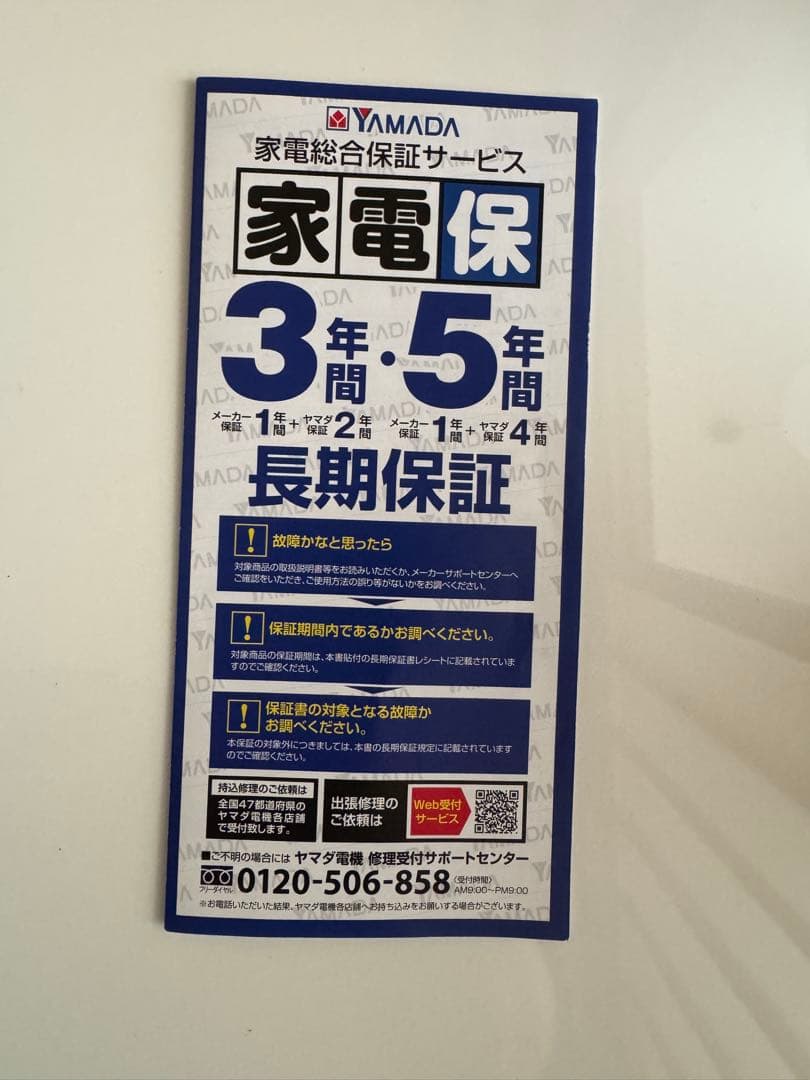 YAMADA
家電総合保証サービス
家電保
3年間・5年間
メーカー保証1年間+ヤマダ保証2年間 メーカー保証1年間+ヤマダ保証4年間
長期保証
! 故障かなと思ったら
対象商品の取扱説明書等をお読みいただくか、メーカーサポートセンターへ
ご確認をいただき、ご使用方法の誤り等がないかをお調べください。
! 保証期間内であるかお調べください。
対象商品の保証期間は、本書貼付の長期保証書レシートに記載されていま
すのでご確認ください。
! 保証書の対象となる故障か
お調べください。
本保証の対象外につきましては、本書の長期保証規定に記載されています
のでご確認ください。
持込修理のご依頼は
全国47都道府県の
ヤマダ電機各店舗
で受付致します。
出張修理の
ご依頼は
Web受付
サービス
■ご不明の場合には ヤマダ電機 修理受付サポートセンター
フリーダイヤル 0120-506-858 〈受付時間〉
AM9:00～PM9:00
※お電話いただいた結果、ヤマダ電機各店舗へお持ち込みをお願いする場合がございます。